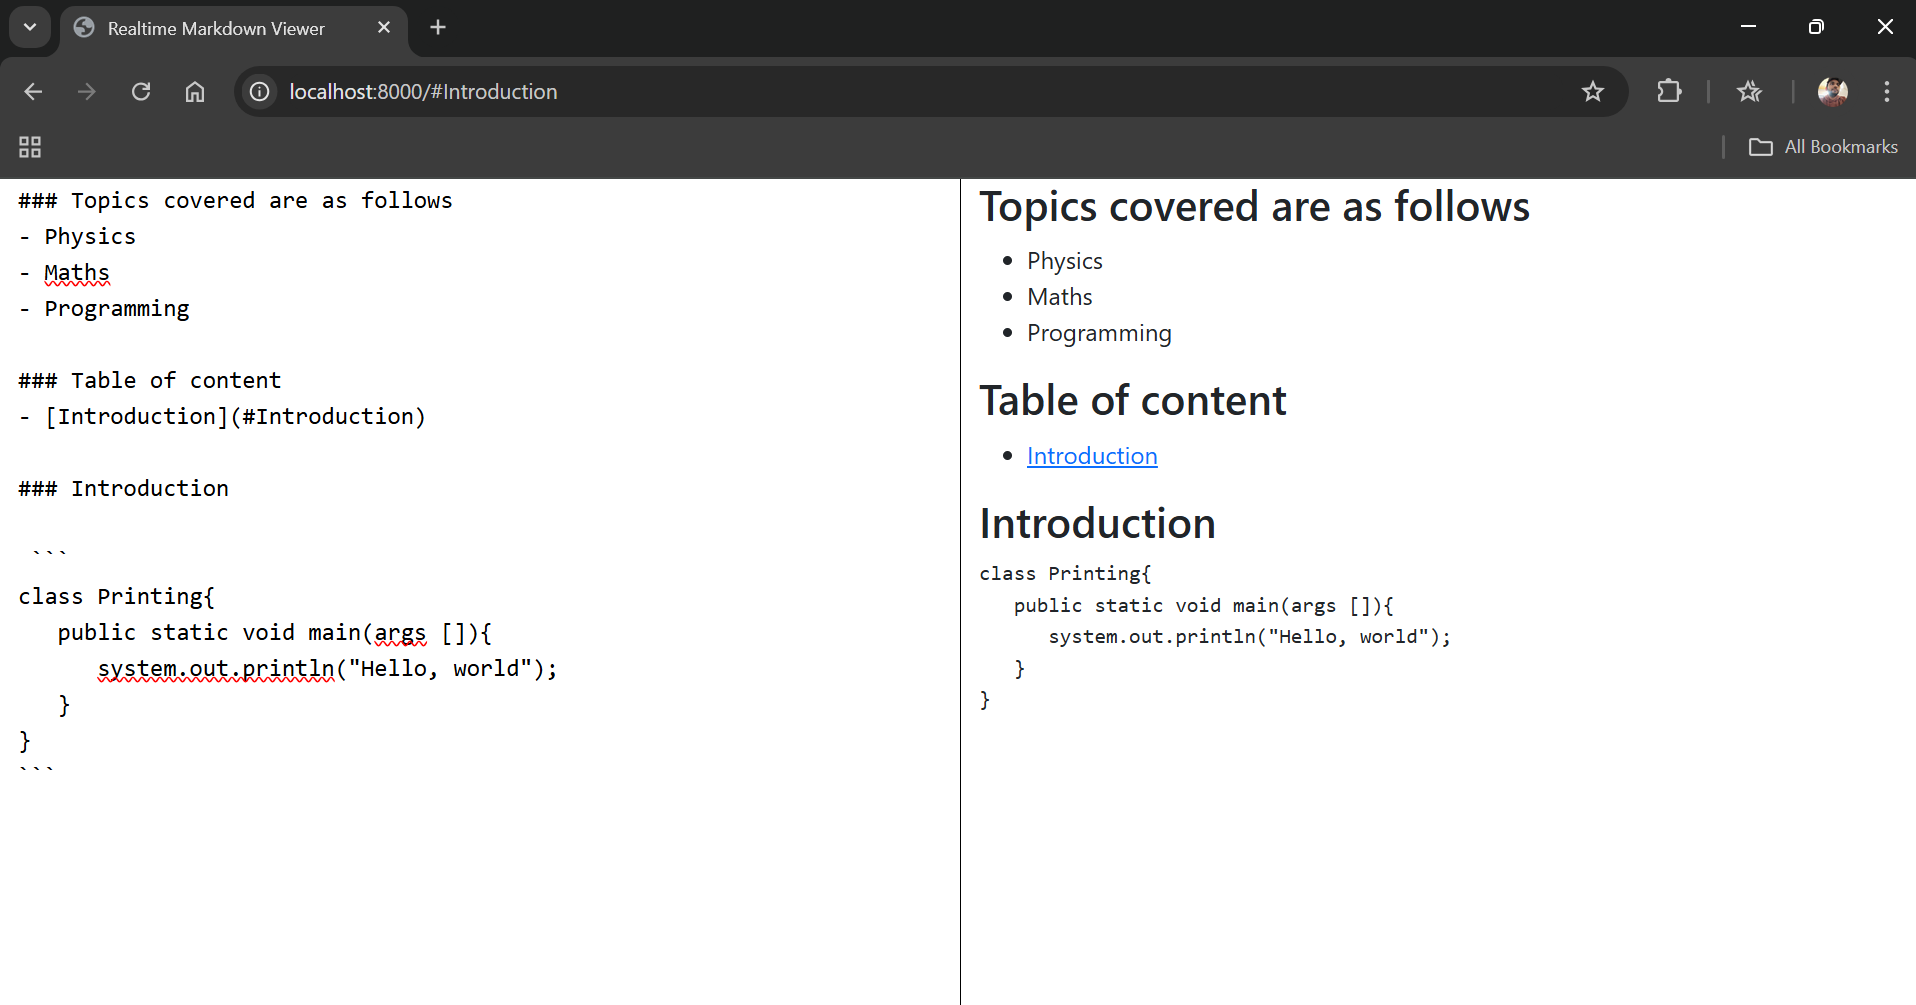 Realtime Markdown Viewer
localhost:8000/#Introduction
All Bookmarks
### Topics covered are as follows
- Physics
- Maths
- Programming
### Table of content
- [Introduction](#Introduction)
### Introduction
```
class Printing{
   public static void main(args []){
      system.out.println("Hello, world");
   }
}
```
Topics covered are as follows
• Physics
• Maths
• Programming
Table of content
• Introduction
Introduction
class Printing{
   public static void main(args []){
      system.out.println("Hello, world");
   }
}